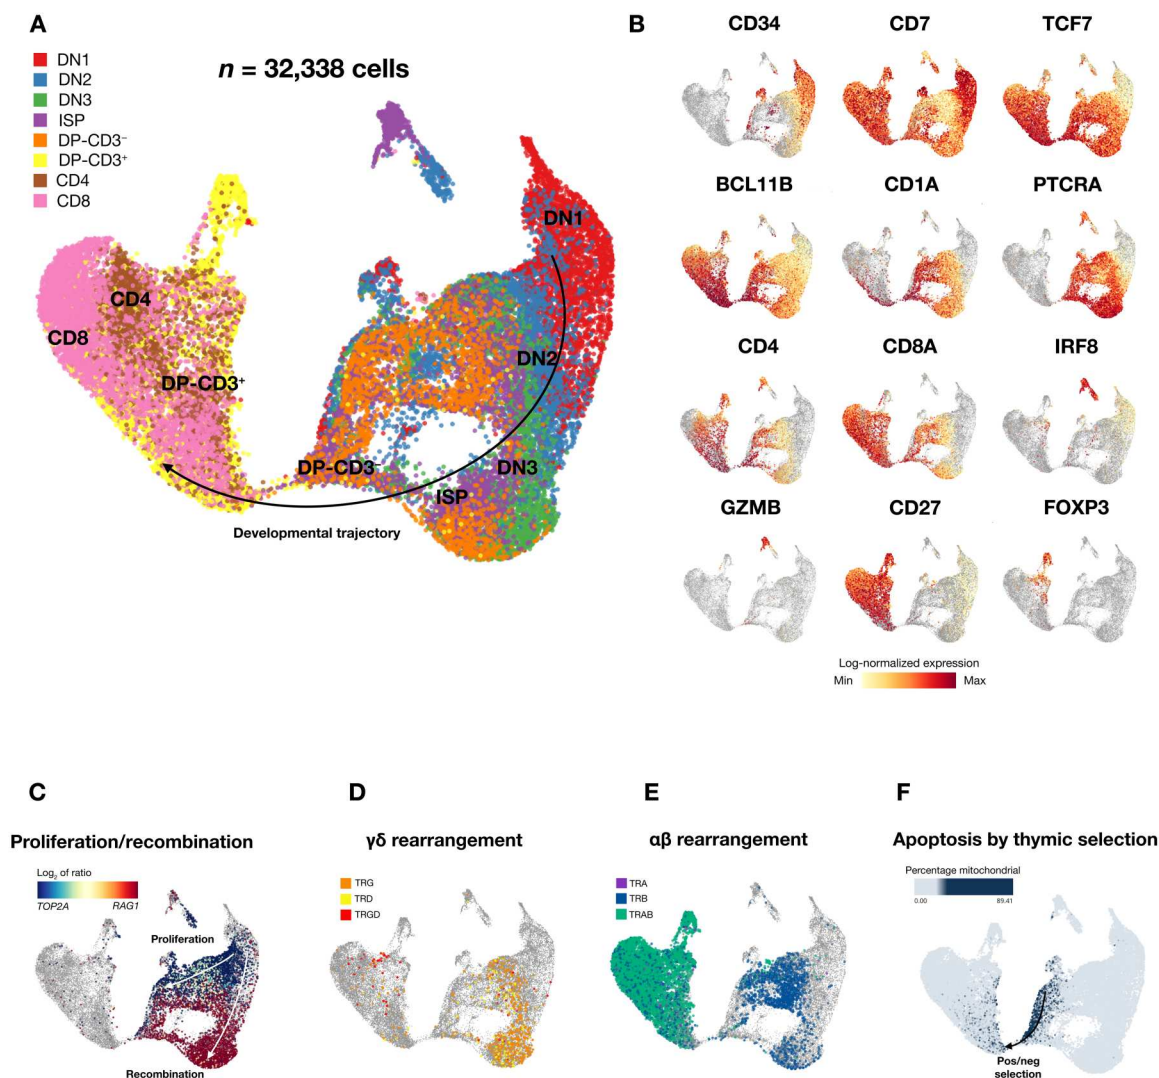 A
n = 32,338 cells
DN1
DN2
DN3
ISP
DP-CD3⁻
DP-CD3⁺
CD4
CD8
DN1
CD4
CD8
DN2
DP-CD3⁺
DP-CD3⁻
DN3
ISP
Developmental trajectory
B
CD34 CD7 TCF7
BCL11B CD1A PTCRA
CD4 CD8A IRF8
GZMB CD27 FOXP3
Log-normalized expression
Min Max
C
Proliferation/recombination
Log₂ of ratio
TOP2A RAG1
Proliferation
Recombination
D
γδ rearrangement
TRG
TRD
TRGD
E
αβ rearrangement
TRA
TRB
TRAB
F
Apoptosis by thymic selection
Percentage mitochondrial
0.00 89.41
Pos/neg
selection